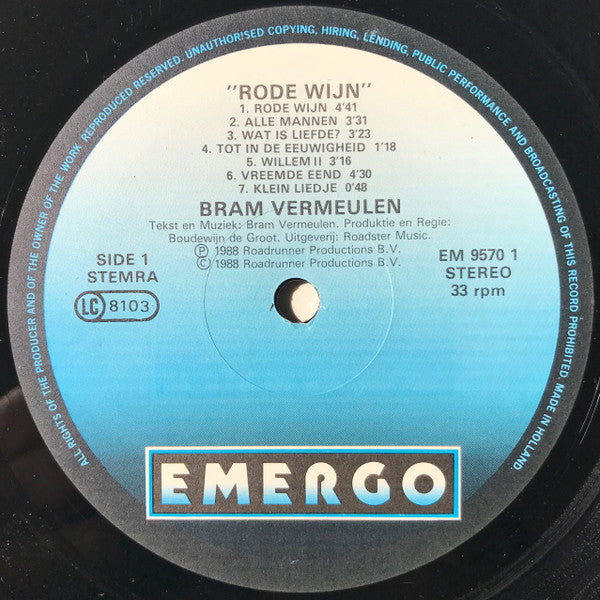 ALL RIGHTS OF THE PRODUCER AND OF THE OWNER OF THE WORK REPRODUCED RESERVED. UNAUTHORISED COPYING, HIRING, LENDING, PUBLIC PERFORMANCE AND BROADCASTING OF THIS RECORD PROHIBITED. MADE IN HOLLAND.
"RODE WIJN"
1. RODE WIJN 4'41
2. ALLE MANNEN 3'31
3. WAT IS LIEFDE? 3'23
4. TOT IN DE EEUWIGHEID 1'18
5. WILLEM II 3'16
6. VREEMDE EEND 4'30
7. KLEIN LIEDJE 0'48
BRAM VERMEULEN
Tekst en Muziek: Bram Vermeulen. Produktie en Regie:
Boudewijn de Groot. Uitgeverij: Roadster Music.
Ⓟ 1988 Roadrunner Productions B.V.
© 1988 Roadrunner Productions B.V.
SIDE 1
STEMRA
LC 8103
EM 9570 1
STEREO
33 rpm
EMERGO